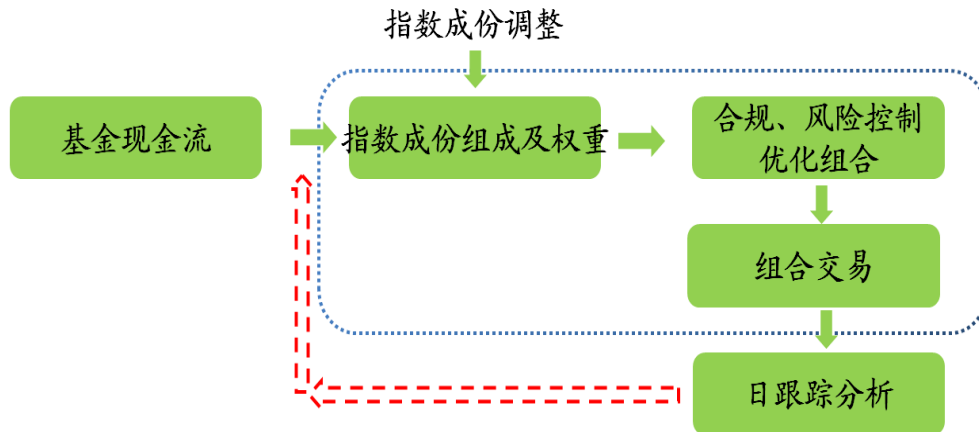 指数成份调整
基金现金流
指数成份组成及权重
合规、风险控制
优化组合
组合交易
日跟踪分析